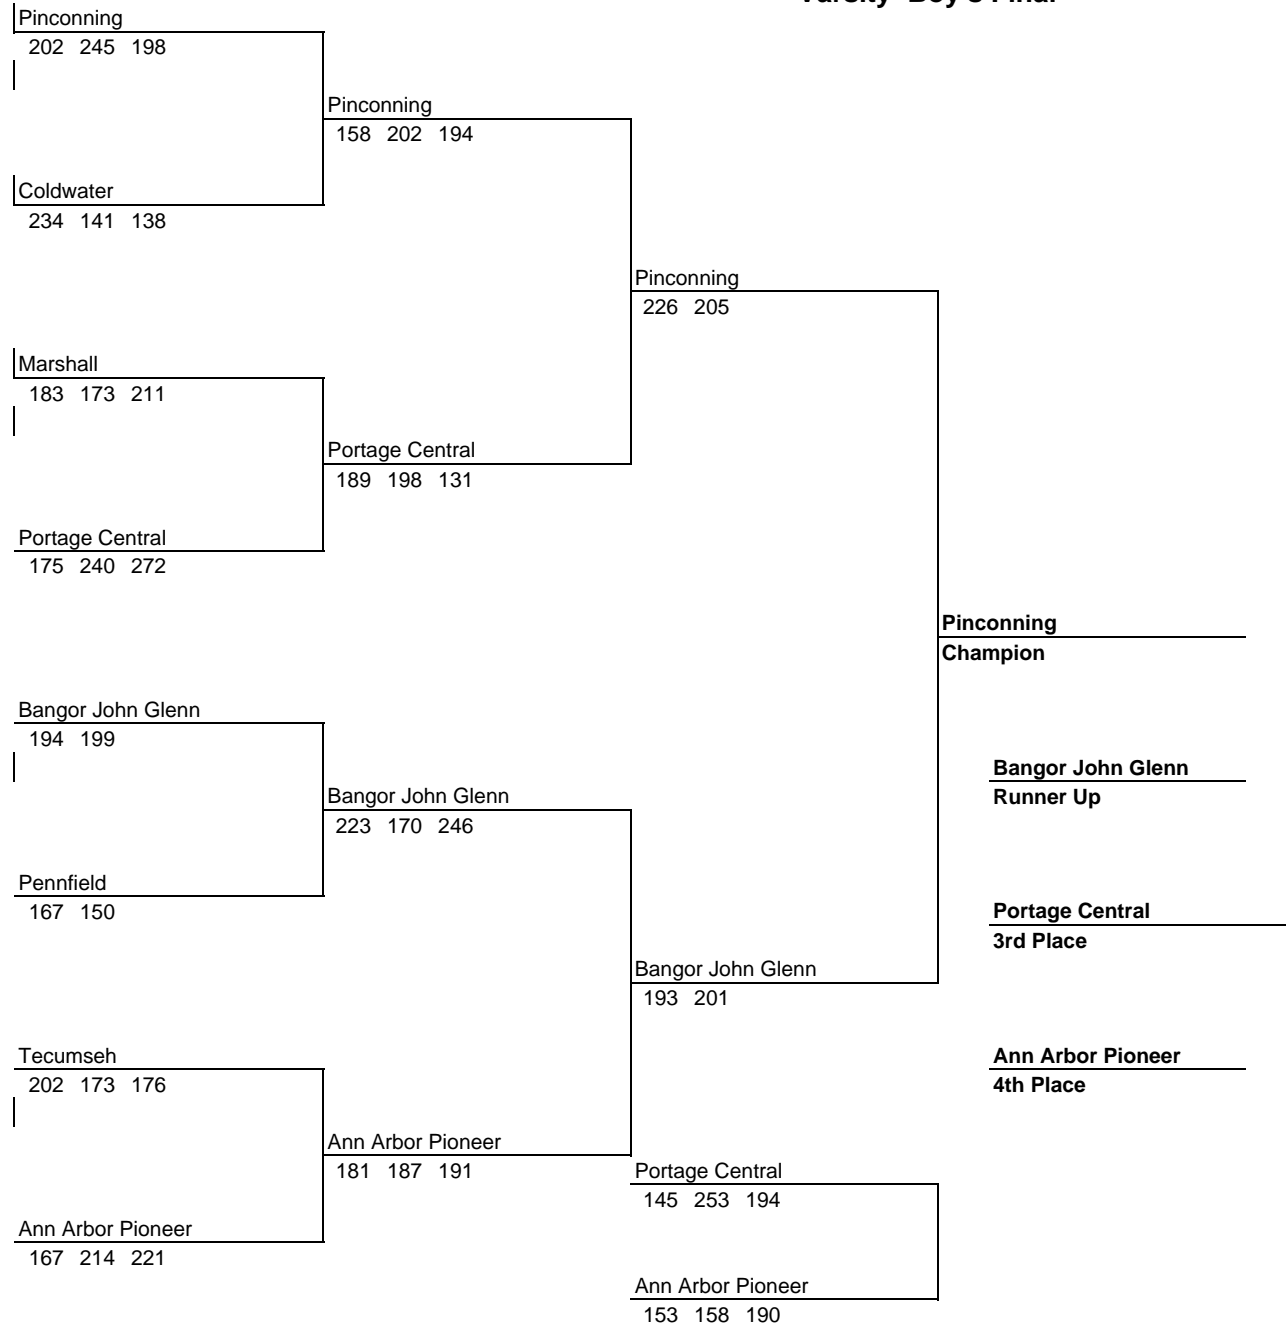 Varsity Boy's Final
Pinconning
202 245 198
Pinconning
158 202 194
Coldwater
234 141 138
Pinconning
226 205
Marshall
183 173 211
Portage Central
189 198 131
Portage Central
175 240 272
Pinconning
Champion
Bangor John Glenn
194 199
Bangor John Glenn
Runner Up
Bangor John Glenn
223 170 246
Pennfield
167 150
Portage Central
3rd Place
Bangor John Glenn
193 201
Tecumseh
202 173 176
Ann Arbor Pioneer
4th Place
Ann Arbor Pioneer
181 187 191
Portage Central
145 253 194
Ann Arbor Pioneer
167 214 221
Ann Arbor Pioneer
153 158 190